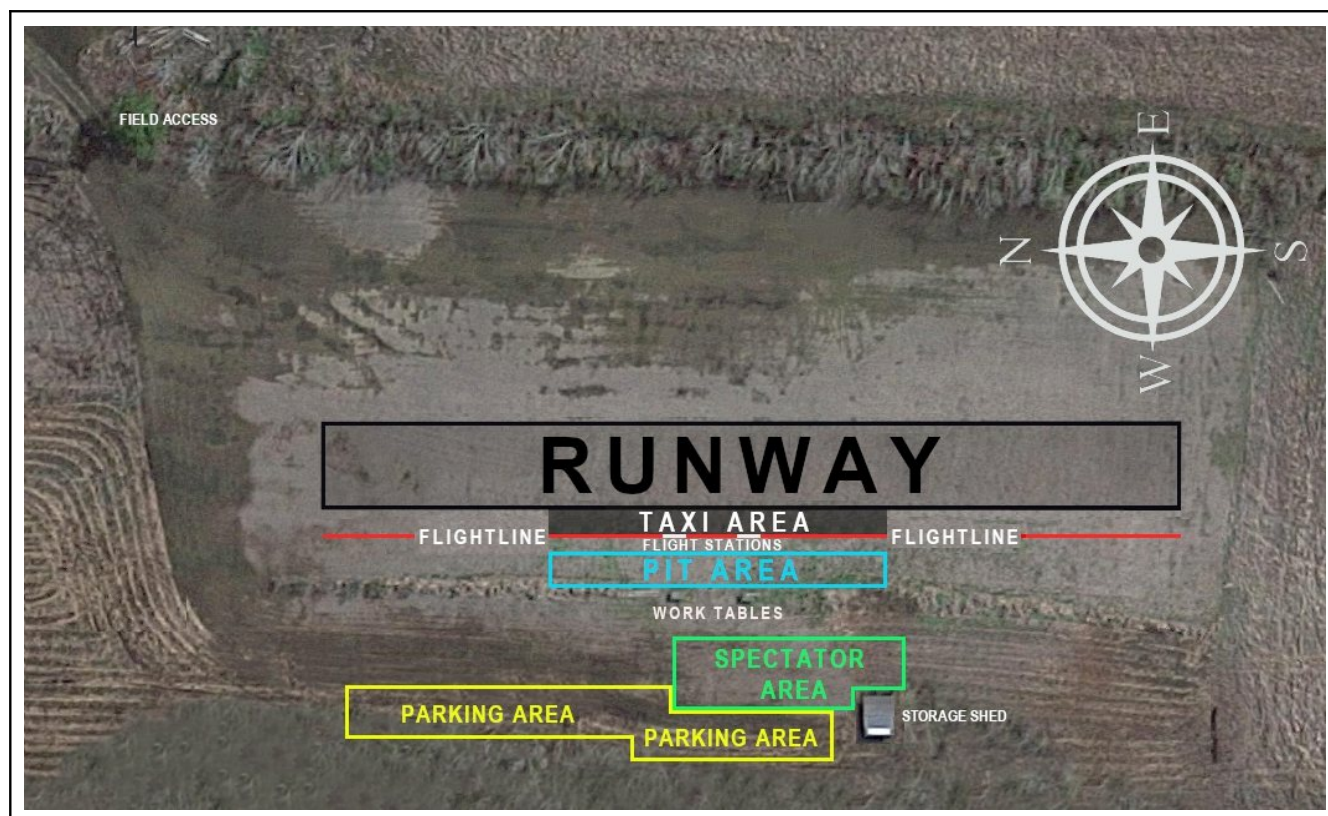 FIELD ACCESS
E
N
S
W
RUNWAY
TAXI AREA
FLIGHTLINE
FLIGHTLINE
FLIGHT STATIONS
PIT AREA
WORK TABLES
SPECTATOR
AREA
PARKING AREA
STORAGE SHED
PARKING AREA